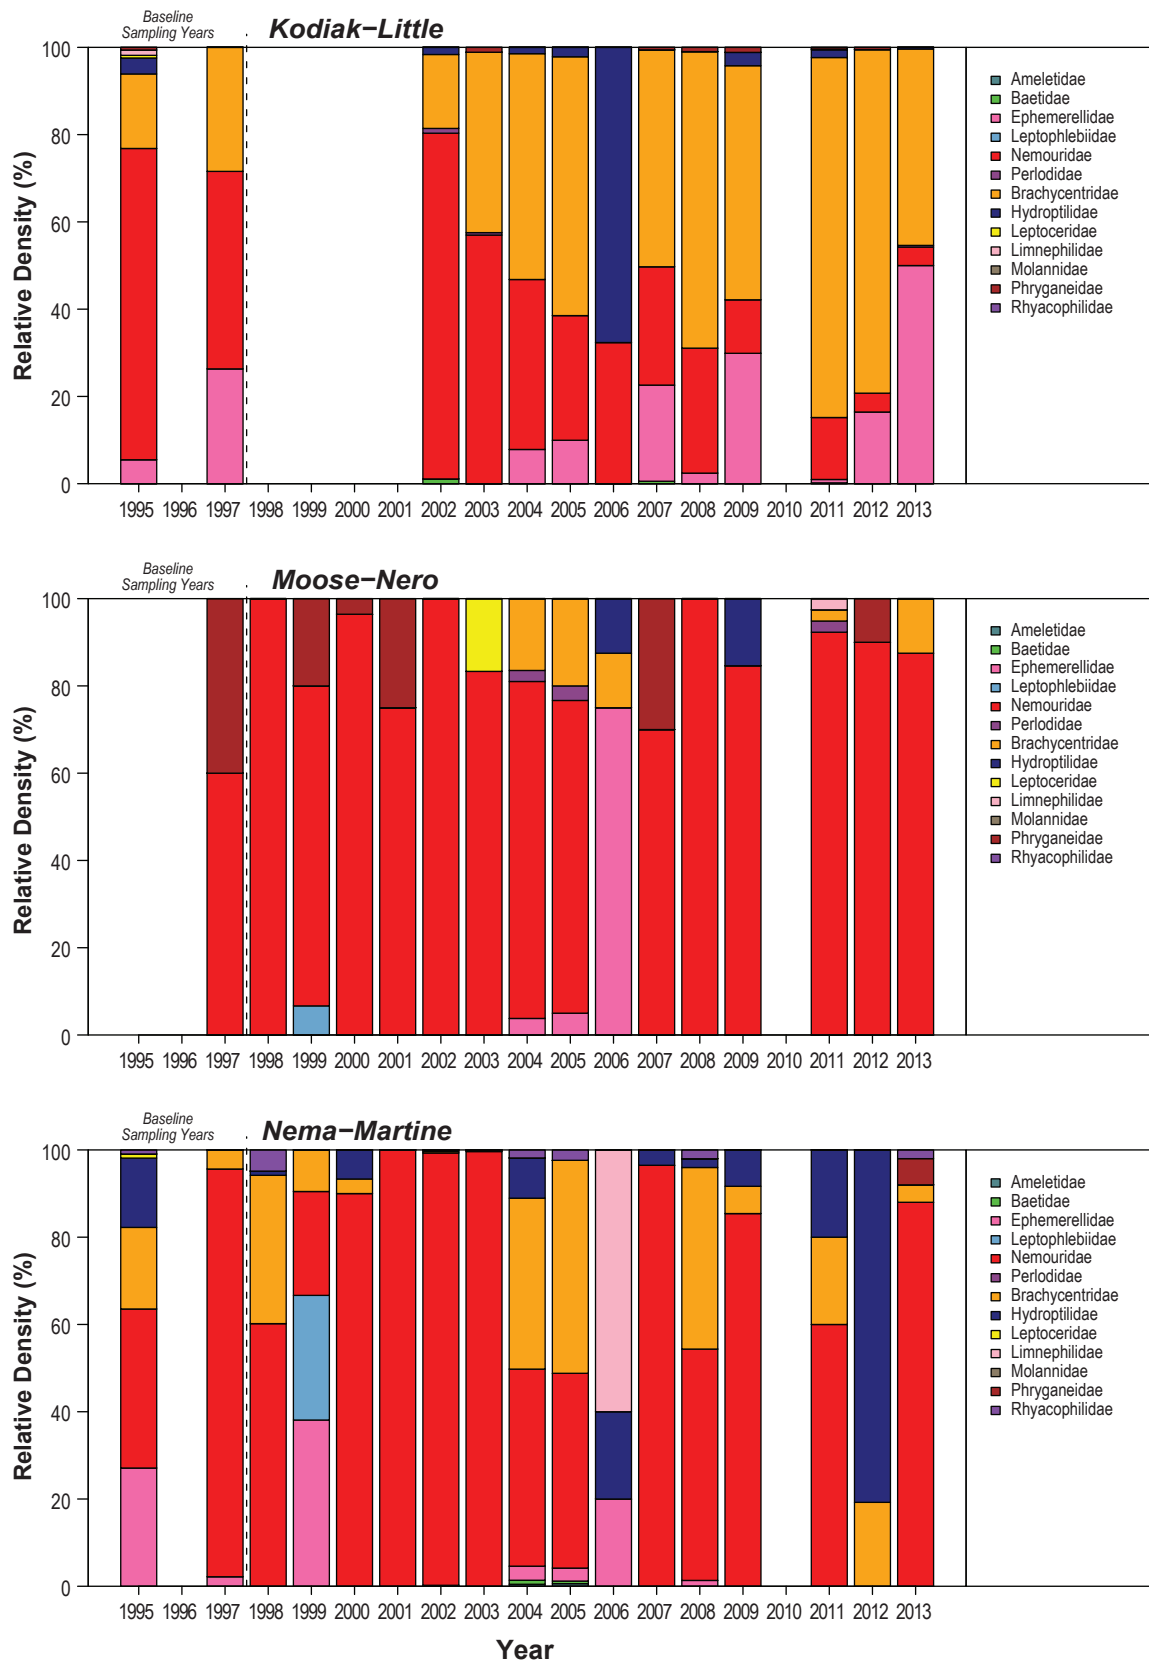 Baseline
Sampling Years
Kodiak−Little
Relative Density (%)
100
80
60
40
20
0
1995 1996 1997 1998 1999 2000 2001 2002 2003 2004 2005 2006 2007 2008 2009 2010 2011 2012 2013
Ameletidae
Baetidae
Ephemerellidae
Leptophlebiidae
Nemouridae
Perlodidae
Brachycentridae
Hydroptilidae
Leptoceridae
Limnephilidae
Molannidae
Phryganeidae
Rhyacophilidae
Baseline
Sampling Years
Moose−Nero
Relative Density (%)
100
80
60
40
20
0
1995 1996 1997 1998 1999 2000 2001 2002 2003 2004 2005 2006 2007 2008 2009 2010 2011 2012 2013
Ameletidae
Baetidae
Ephemerellidae
Leptophlebiidae
Nemouridae
Perlodidae
Brachycentridae
Hydroptilidae
Leptoceridae
Limnephilidae
Molannidae
Phryganeidae
Rhyacophilidae
Baseline
Sampling Years
Nema−Martine
Relative Density (%)
100
80
60
40
20
0
1995 1996 1997 1998 1999 2000 2001 2002 2003 2004 2005 2006 2007 2008 2009 2010 2011 2012 2013
Ameletidae
Baetidae
Ephemerellidae
Leptophlebiidae
Nemouridae
Perlodidae
Brachycentridae
Hydroptilidae
Leptoceridae
Limnephilidae
Molannidae
Phryganeidae
Rhyacophilidae
Year